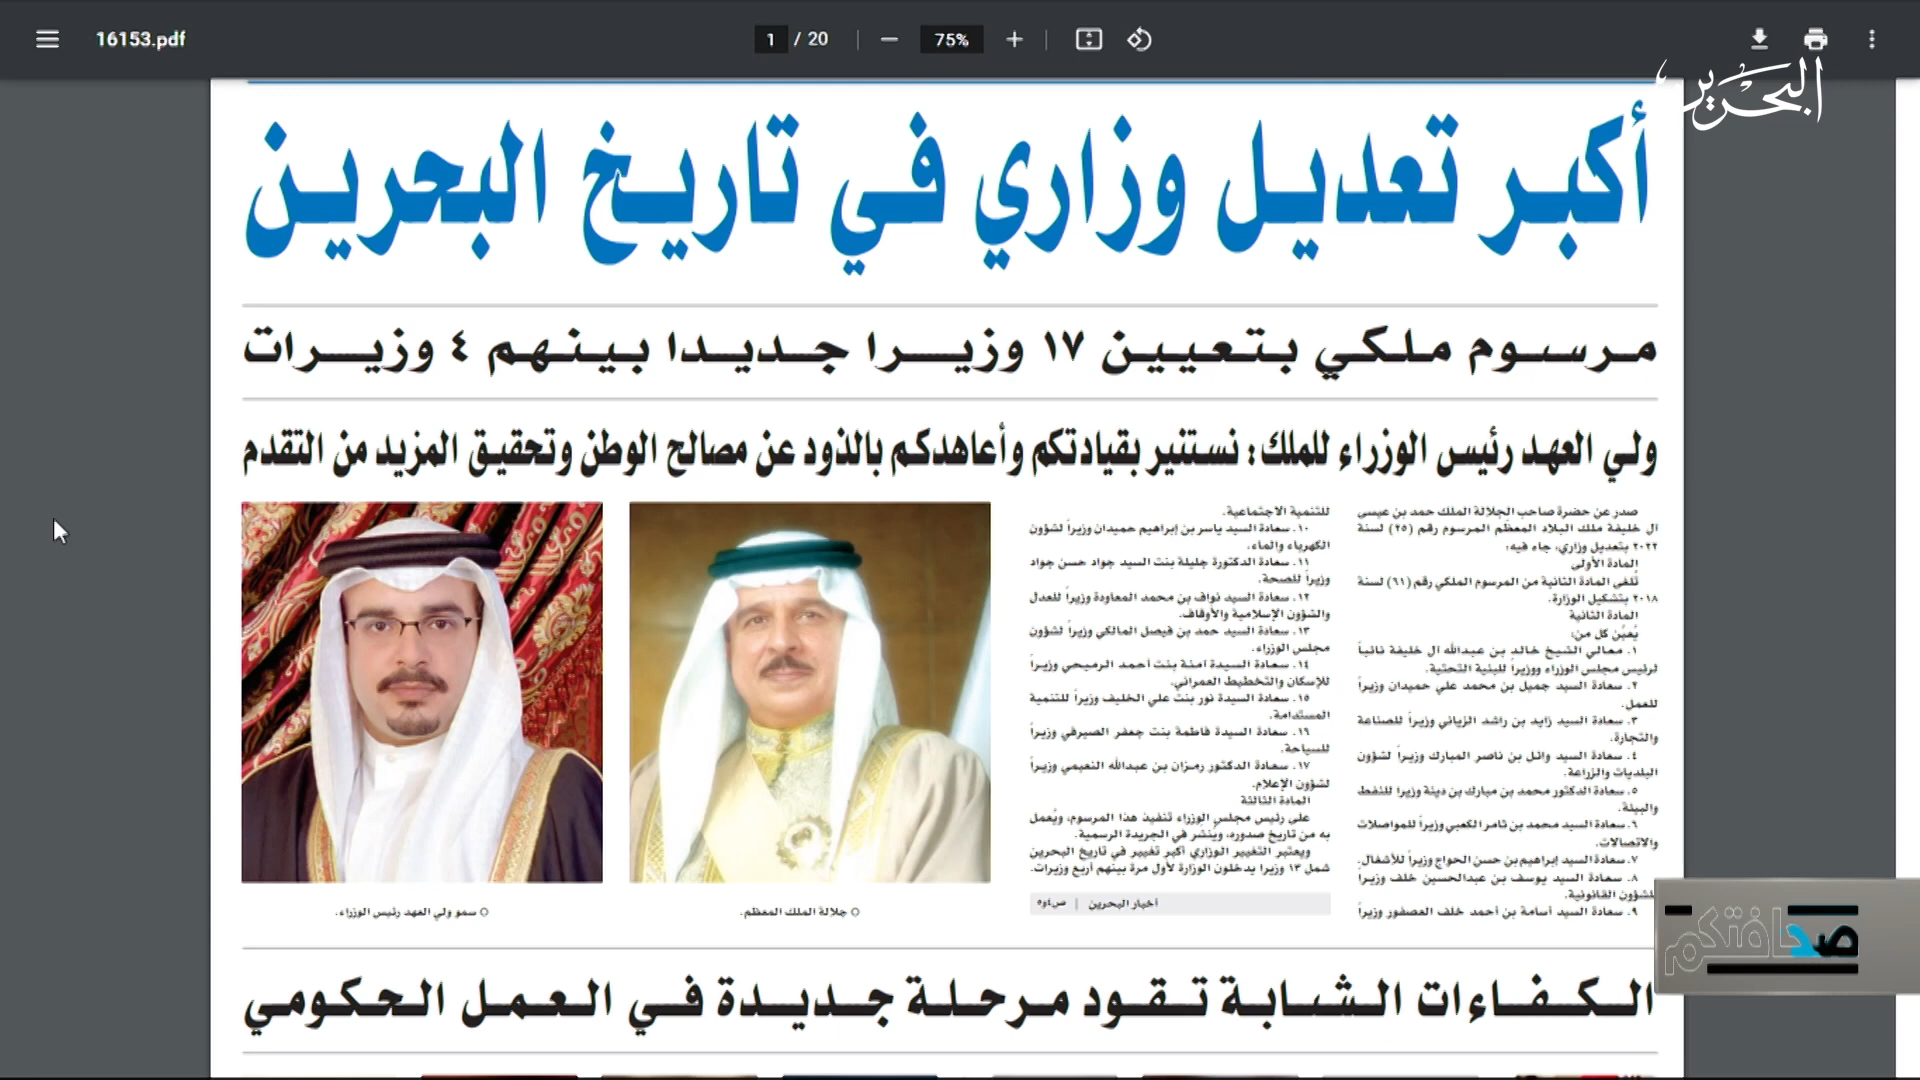 16153.pdf
1 / 20
75%
البحرين
أكبر تعديل وزاري في تاريخ البحرين
مرسوم ملكي بتعيين ١٧ وزيرا جديدا بينهم ٤ وزيرات
ولي العهد رئيس الوزراء للملك: نستنير بقيادتكم وأعاهدكم بالذود عن مصالح الوطن وتحقيق المزيد من التقدم
صدر عن حضرة صاحب الجلالة الملك حمد بن عيسى
آل خليفة ملك البلاد المعظم المرسوم رقم (٢٥) لسنة
٢٠٢٢ بتعديل وزاري، جاء فيه:
المادة الأولى
تُلغى المادة الثانية من المرسوم الملكي رقم (٦١) لسنة
٢٠١٨ بتشكيل الوزارة.
المادة الثانية
يُعيّن كل من:
١. معالي الشيخ خالد بن عبدالله آل خليفة نائباً
لرئيس مجلس الوزراء ووزيراً للبنية التحتية.
٢. سعادة السيد جميل بن محمد علي حميدان وزيراً
للعمل.
٣. سعادة السيد زايد بن راشد الزياني وزيراً للصناعة
والتجارة.
٤. سعادة السيد وائل بن ناصر المبارك وزيراً لشؤون
البلديات والزراعة.
٥. سعادة الدكتور محمد بن مبارك بن دينة وزيرا للنفط
والبيئة.
٦. سعادة السيد محمد بن ثامر الكعبي وزيراً للمواصلات
والاتصالات.
٧. سعادة السيد إبراهيم بن حسن الحواج وزيراً للأشغال.
٨. سعادة السيد يوسف بن عبدالحسين خلف وزيراً
لشؤون القانونية.
٩. سعادة السيد أسامة بن أحمد خلف العصفور وزيراً
للتنمية الاجتماعية.
١٠. سعادة السيد ياسر بن إبراهيم حميدان وزيراً لشؤون
الكهرباء والماء.
١١. سعادة الدكتورة جليلة بنت السيد جواد حسن جواد
وزيراً للصحة.
١٢. سعادة السيد نواف بن محمد المعاودة وزيراً للعدل
والشؤون الإسلامية والأوقاف.
١٣. سعادة السيد حمد بن فيصل المالكي وزيراً لشؤون
مجلس الوزراء.
١٤. سعادة السيدة آمنة بنت أحمد الرميحي وزيراً
للإسكان والتخطيط العمراني.
١٥. سعادة السيدة نور بنت علي الخليف وزيراً للتنمية
المستدامة.
١٦. سعادة السيدة فاطمة بنت جعفر الصيرفي وزيراً
للسياحة.
١٧. سعادة الدكتور رمزان بن عبدالله النعيمي وزيراً
لشؤون الإعلام.
المادة الثالثة
على رئيس مجلس الوزراء تنفيذ هذا المرسوم، ويُعمل
به من تاريخ صدوره، ويُنشر في الجريدة الرسمية.
ويعتبر التغيير الوزاري أكبر تغيير في تاريخ البحرين
شمل ١٣ وزيرا يدخلون الوزارة لأول مرة بينهم أربع وزيرات.
أخبار البحرين | ص٤و٥
○ جلالة الملك المعظم.
○ سمو ولي العهد رئيس الوزراء.
صحافتكم
الكفاءات الشابة تقود مرحلة جديدة في العمل الحكومي